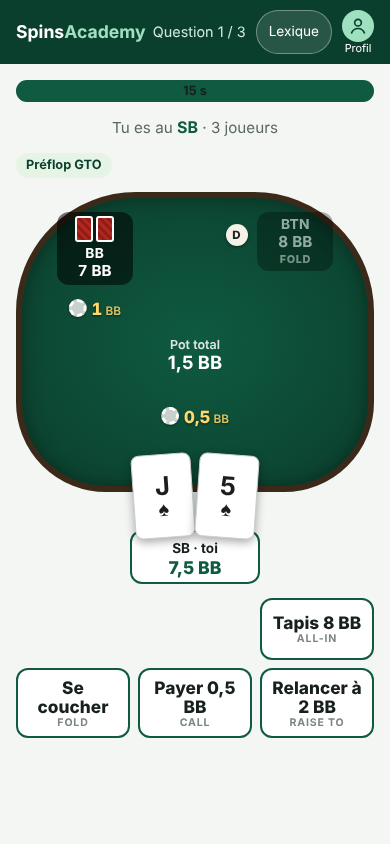 SpinsAcademy Question 1 / 3 Lexique
Profil
15 s
Tu es au SB · 3 joueurs
Préflop GTO
BB
7 BB
D
BTN
8 BB
FOLD
1 BB
Pot total
1,5 BB
0,5 BB
J
♠
5
♠
SB · toi
7,5 BB
Tapis 8 BB
ALL-IN
Se
coucher
FOLD
Payer 0,5
BB
CALL
Relancer à
2 BB
RAISE TO